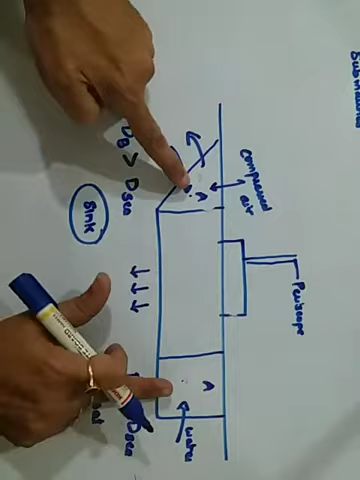 Submarine
Periscope
compressed
air
A
A
water
DB > Dsea
Sink
Dsea